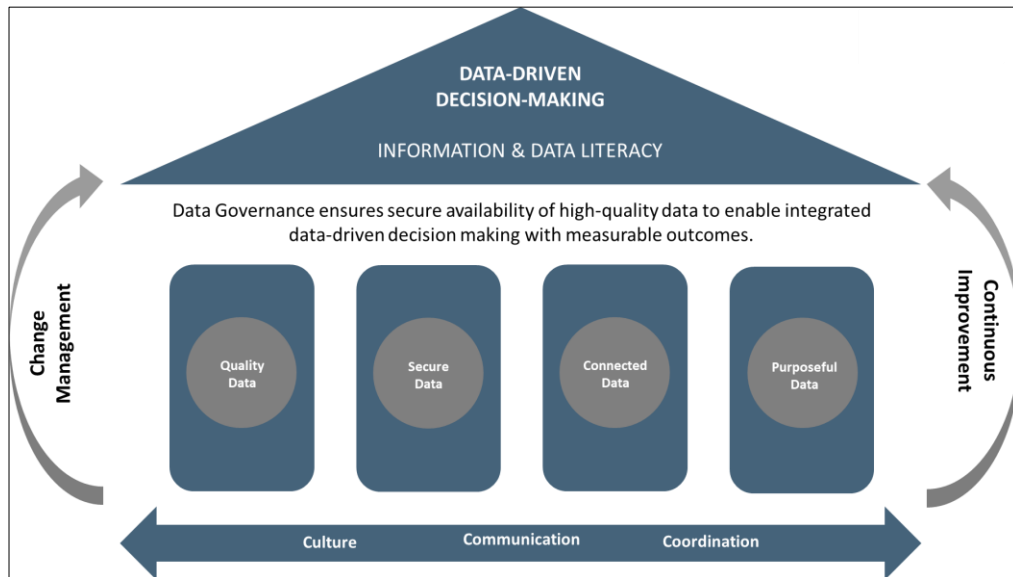 DATA-DRIVEN
DECISION-MAKING
INFORMATION & DATA LITERACY
Data Governance ensures secure availability of high-quality data to enable integrated
data-driven decision making with measurable outcomes.
Change
Management
Quality
Data
Secure
Data
Connected
Data
Purposeful
Data
Continuous
Improvement
Culture
Communication
Coordination